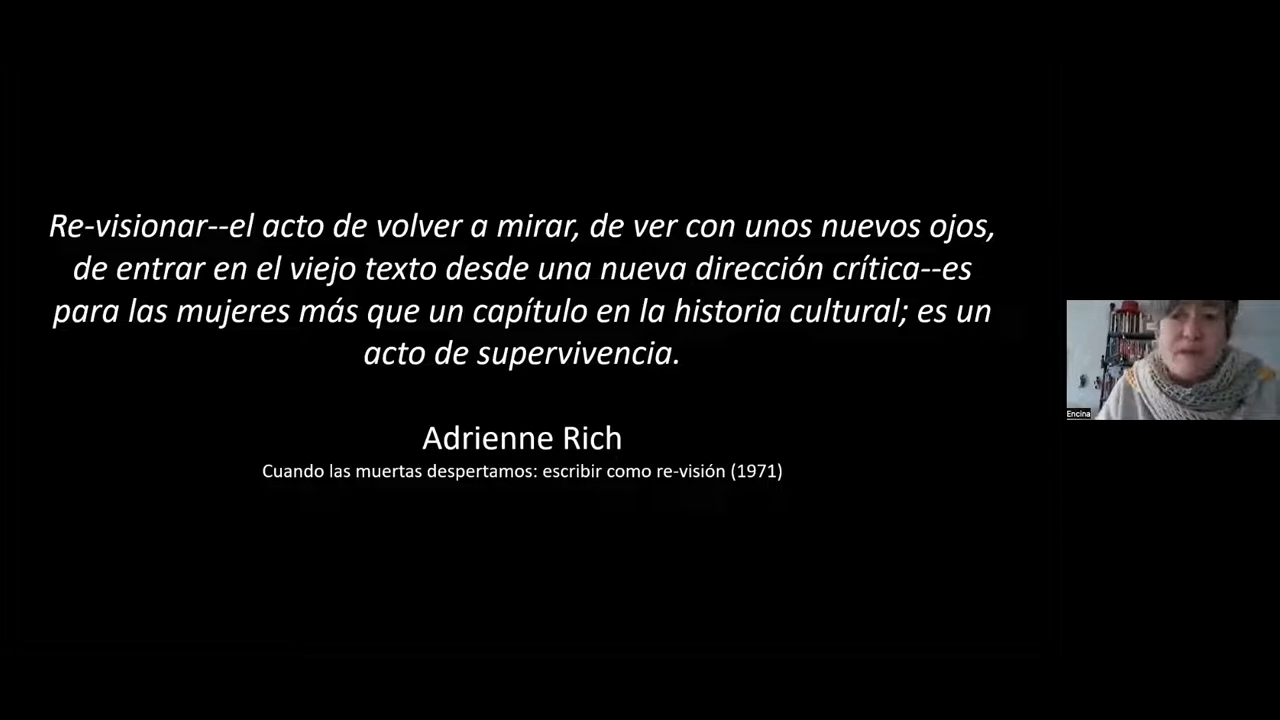 Re-visionar--el acto de volver a mirar, de ver con unos nuevos ojos,
de entrar en el viejo texto desde una nueva dirección crítica--es
para las mujeres más que un capítulo en la historia cultural; es un
acto de supervivencia.
Adrienne Rich
Cuando las muertas despertamos: escribir como re-visión (1971)
Encina